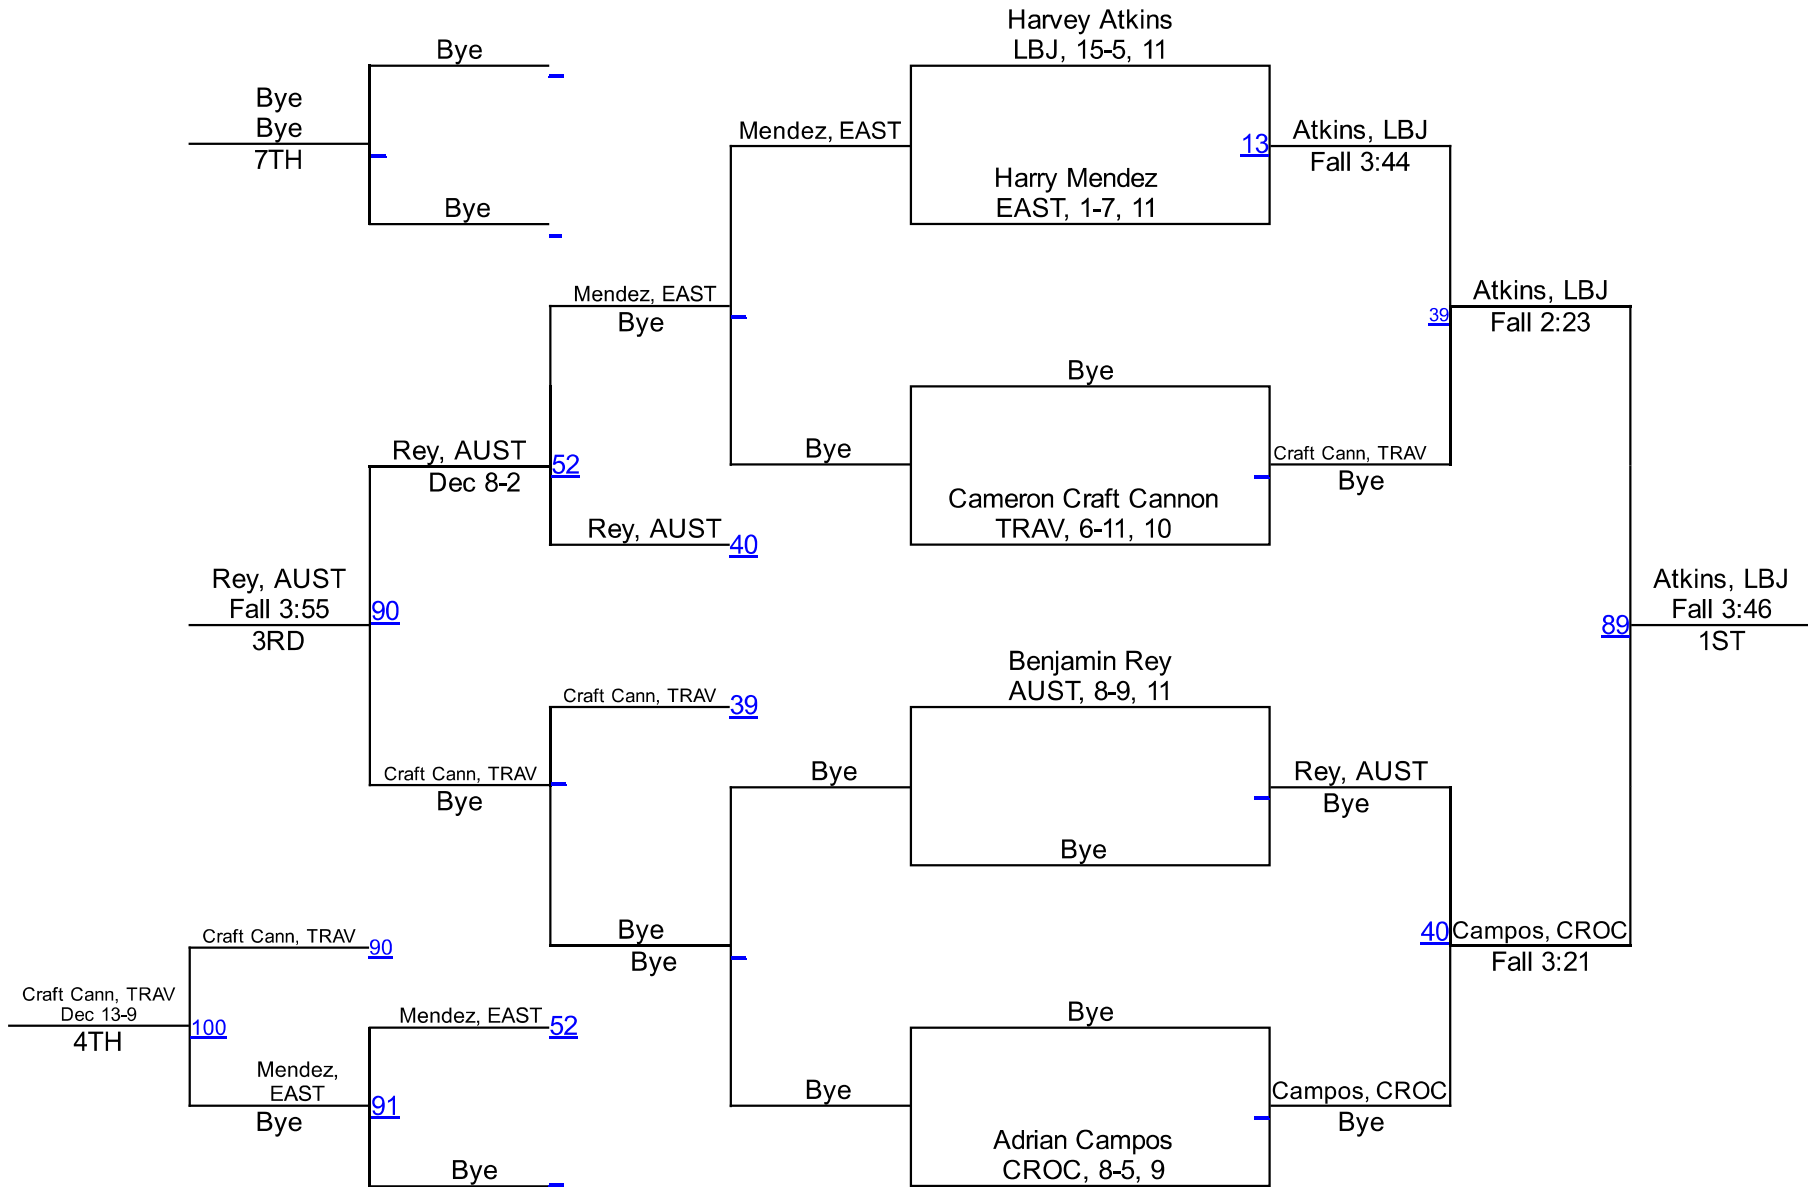 Bye
Bye
Bye
7TH
Bye
Harvey Atkins
LBJ, 15-5, 11
Mendez, EAST
13
Atkins, LBJ
Fall 3:44
Harry Mendez
EAST, 1-7, 11
Mendez, EAST
Bye
39
Atkins, LBJ
Fall 2:23
Bye
Bye
Craft Cann, TRAV
Bye
Cameron Craft Cannon
TRAV, 6-11, 10
Rey, AUST
Dec 8-2
52
Rey, AUST
40
Rey, AUST
Fall 3:55
3RD
90
89
Atkins, LBJ
Fall 3:46
1ST
Craft Cann, TRAV
39
Benjamin Rey
AUST, 8-9, 11
Craft Cann, TRAV
Bye
Bye
Rey, AUST
Bye
Bye
Bye
Bye
40
Campos, CROC
Fall 3:21
Craft Cann, TRAV
90
Craft Cann, TRAV
Dec 13-9
4TH
100
Mendez, EAST
52
Mendez,
EAST
Bye
91
Bye
Bye
Bye
Campos, CROC
Bye
Adrian Campos
CROC, 8-5, 9